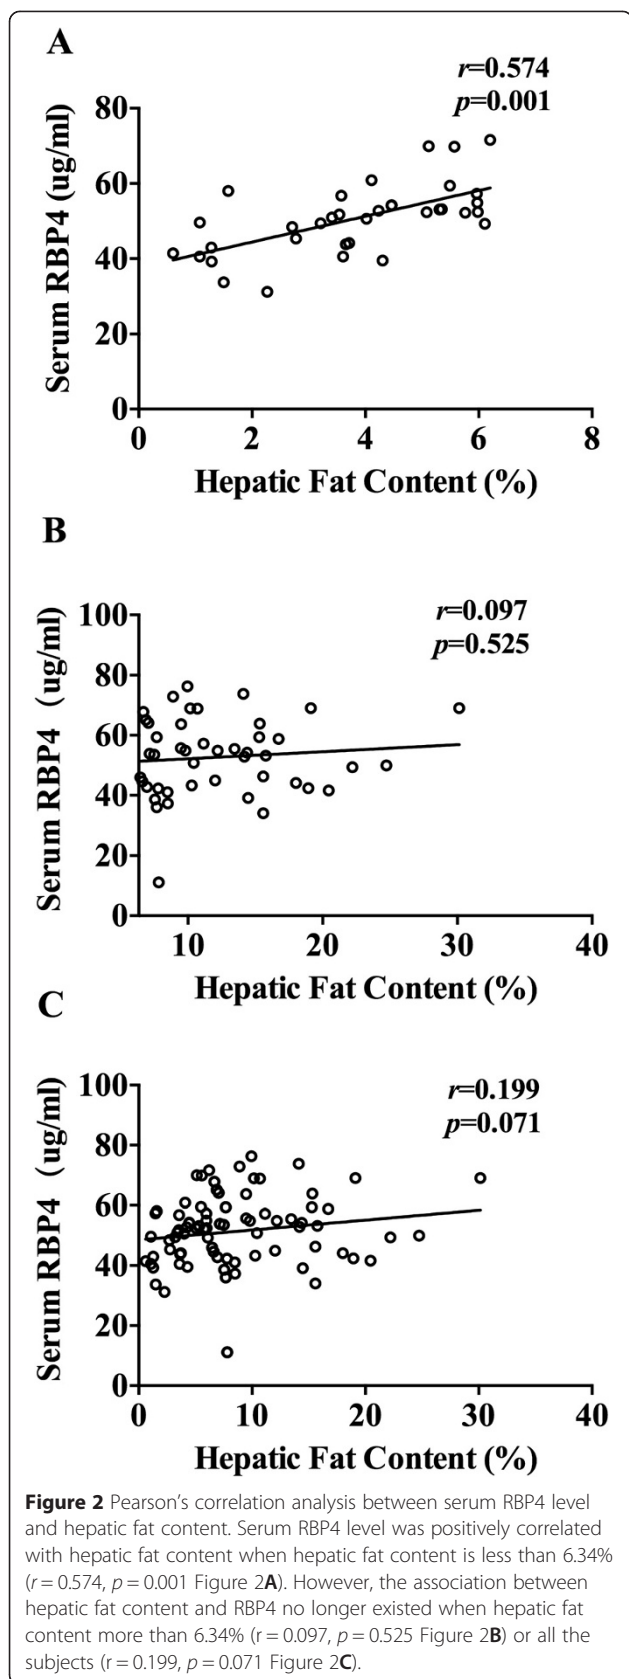 A
r=0.574
p=0.001
Serum RBP4 (ug/ml)
80
60
40
20
0
0 2 4 6 8
Hepatic Fat Content (%)
B
r=0.097
p=0.525
Serum RBP4 (ug/ml)
100
80
60
40
20
0
10 20 30 40
Hepatic Fat Content (%)
C
r=0.199
p=0.071
Serum RBP4 (ug/ml)
100
80
60
40
20
0
0 10 20 30 40
Hepatic Fat Content (%)
Figure 2 Pearson's correlation analysis between serum RBP4 level
and hepatic fat content. Serum RBP4 level was positively correlated
with hepatic fat content when hepatic fat content is less than 6.34%
(r = 0.574, p = 0.001 Figure 2A). However, the association between
hepatic fat content and RBP4 no longer existed when hepatic fat
content more than 6.34% (r = 0.097, p = 0.525 Figure 2B) or all the
subjects (r = 0.199, p = 0.071 Figure 2C).